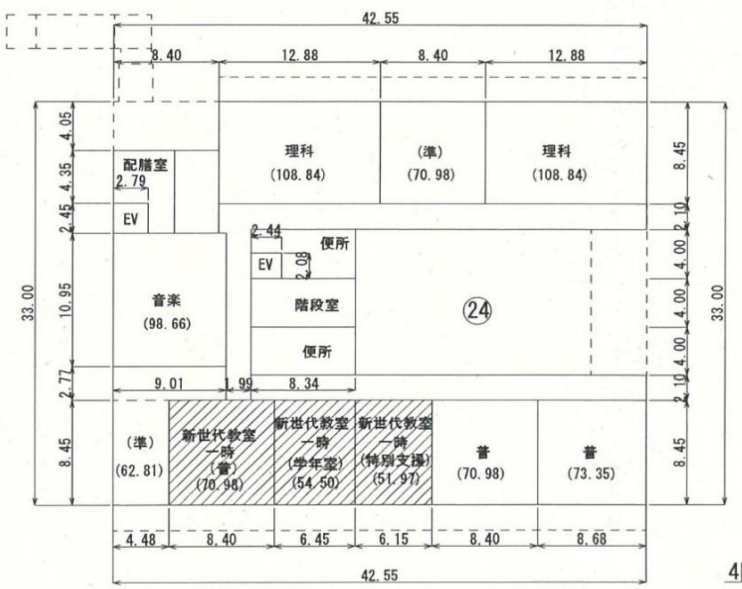 42.55
8.40 12.88 8.40 12.88
4.05
4.35
2.45
10.95
2.77
8.45
33.00
配膳室
2.79
EV
理科
(108.84)
(準)
(70.98)
理科
(108.84)
8.45
2.10
4.00
4.00
4.00
2.10
8.45
33.00
2.44
便所
EV
2.08
階段室
便所
音楽
(98.66)
㉔
9.01 1.99 8.34
(準)
(62.81)
新世代教室
一時
(普)
(70.98)
新世代教室
一時
(学年室)
(54.50)
新世代教室
一時
(特別支援)
(51.97)
普
(70.98)
普
(73.35)
4.48 8.40 6.45 6.15 8.40 8.68
42.55